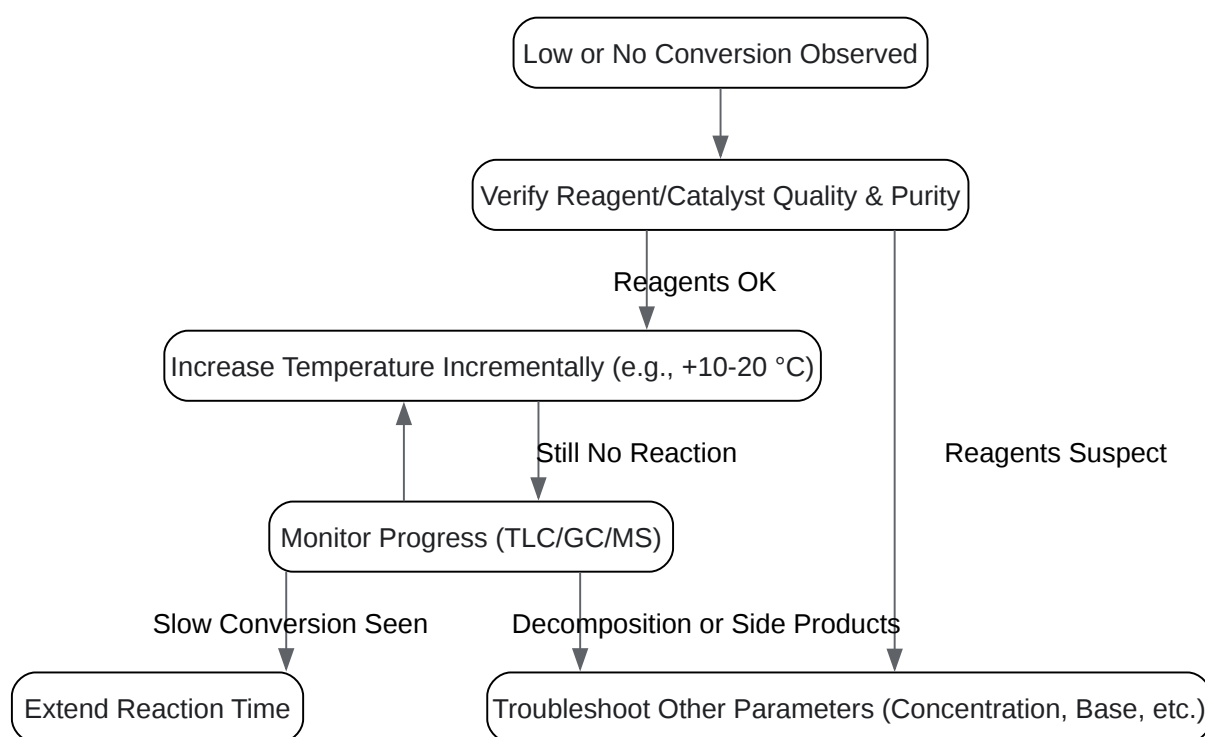 Low or No Conversion Observed
Verify Reagent/Catalyst Quality & Purity
Reagents OK
Increase Temperature Incrementally (e.g., +10-20 °C)
Still No Reaction
Reagents Suspect
Monitor Progress (TLC/GC/MS)
Slow Conversion Seen
Decomposition or Side Products
Extend Reaction Time
Troubleshoot Other Parameters (Concentration, Base, etc.)